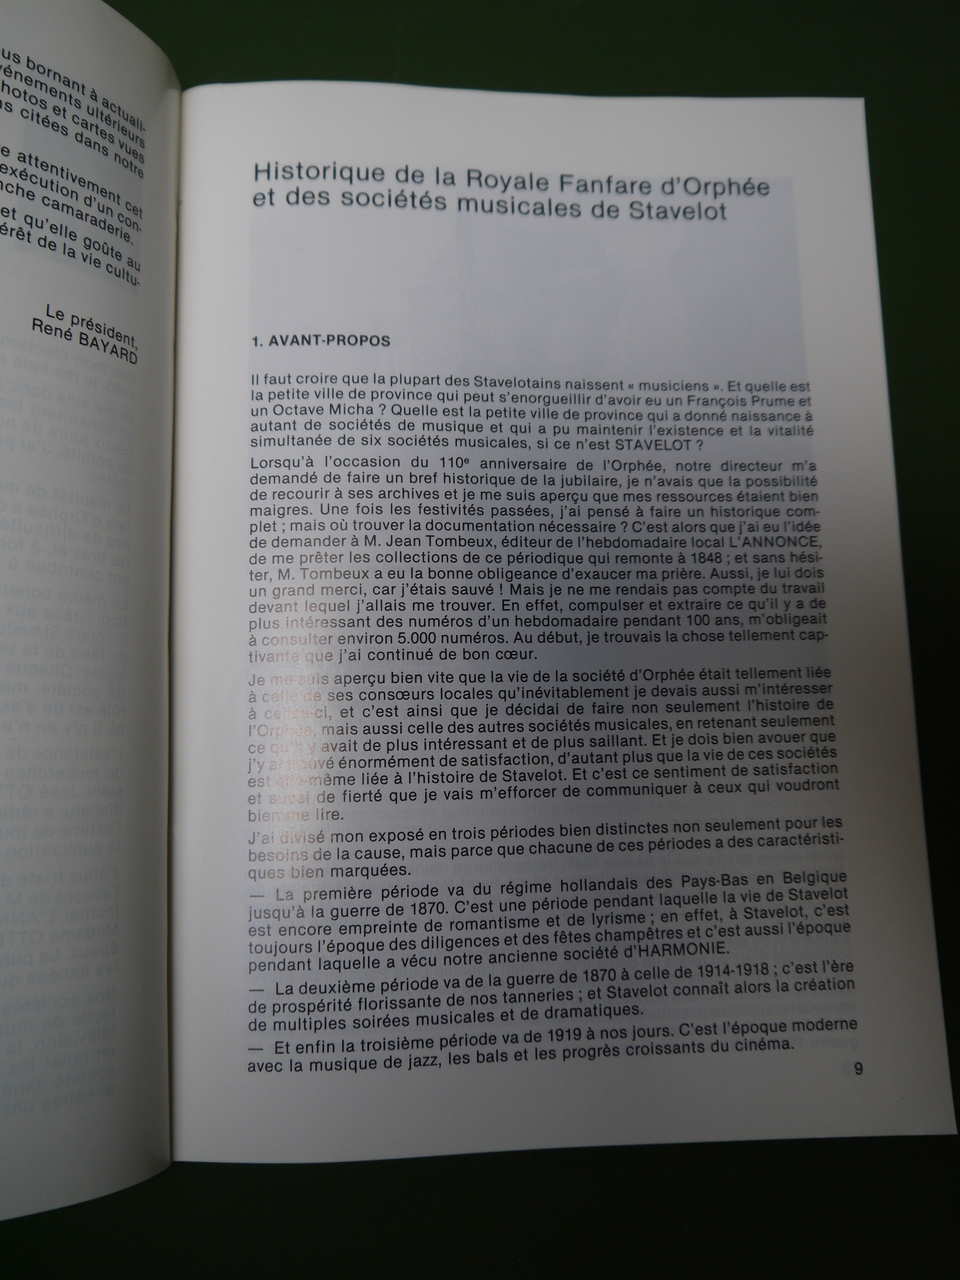 us bornant à actuali-
vénements ultérieurs
hotos et cartes vues
ns citées dans notre
e attentivement cet
exécution d'un con-
nche camaraderie.
et qu'elle goûte au
érêt de la vie cultu-
Le président,
René BAYARD
Historique de la Royale Fanfare d'Orphée
et des sociétés musicales de Stavelot
1. AVANT-PROPOS
Il faut croire que la plupart des Stavelotains naissent « musiciens ». Et quelle est
la petite ville de province qui peut s'enorgueillir d'avoir eu un François Prume et
un Octave Micha ? Quelle est la petite ville de province qui a donné naissance à
autant de sociétés de musique et qui a pu maintenir l'existence et la vitalité
simultanée de six sociétés musicales, si ce n'est STAVELOT ?
Lorsqu'à l'occasion du 110e anniversaire de l'Orphée, notre directeur m'a
demandé de faire un bref historique de la jubilaire, je n'avais que la possibilité
de recourir à ses archives et je me suis aperçu que mes ressources étaient bien
maigres. Une fois les festivités passées, j'ai pensé à faire un historique com-
plet ; mais où trouver la documentation nécessaire ? C'est alors que j'ai eu l'idée
de demander à M. Jean Tombeux, éditeur de l'hebdomadaire local L'ANNONCE,
de me prêter les collections de ce périodique qui remonte à 1848 ; et sans hési-
ter, M. Tombeux a eu la bonne obligeance d'exaucer ma prière. Aussi, je lui dois
un grand merci, car j'étais sauvé ! Mais je ne me rendais pas compte du travail
devant lequel j'allais me trouver. En effet, compulser et extraire ce qu'il y a de
plus intéressant des numéros d'un hebdomadaire pendant 100 ans, m'obligeait
à consulter environ 5.000 numéros. Au début, je trouvais la chose tellement cap-
tivante que j'ai continué de bon cœur.
Je me suis aperçu bien vite que la vie de la société d'Orphée était tellement liée
à celle de ses consœurs locales qu'inévitablement je devais aussi m'intéresser
à celles-ci, et c'est ainsi que je décidai de faire non seulement l'histoire de
l'Orphée, mais aussi celle des autres sociétés musicales, en retenant seulement
ce qu'il y avait de plus intéressant et de plus saillant. Et je dois bien avouer que
j'y ai trouvé énormément de satisfaction, d'autant plus que la vie de ces sociétés
est elle-même liée à l'histoire de Stavelot. Et c'est ce sentiment de satisfaction
et aussi de fierté que je vais m'efforcer de communiquer à ceux qui voudront
bien me lire.
J'ai divisé mon exposé en trois périodes bien distinctes non seulement pour les
besoins de la cause, mais parce que chacune de ces périodes a des caractéristi-
ques bien marquées.
— La première période va du régime hollandais des Pays-Bas en Belgique
jusqu'à la guerre de 1870. C'est une période pendant laquelle la vie de Stavelot
est encore empreinte de romantisme et de lyrisme ; en effet, à Stavelot, c'est
toujours l'époque des diligences et des fêtes champêtres et c'est aussi l'époque
pendant laquelle a vécu notre ancienne société d'HARMONIE.
— La deuxième période va de la guerre de 1870 à celle de 1914-1918 ; c'est l'ère
de prospérité florissante de nos tanneries ; et Stavelot connaît alors la création
de multiples soirées musicales et de dramatiques.
— Et enfin la troisième période va de 1919 à nos jours. C'est l'époque moderne
avec la musique de jazz, les bals et les progrès croissants du cinéma.
9